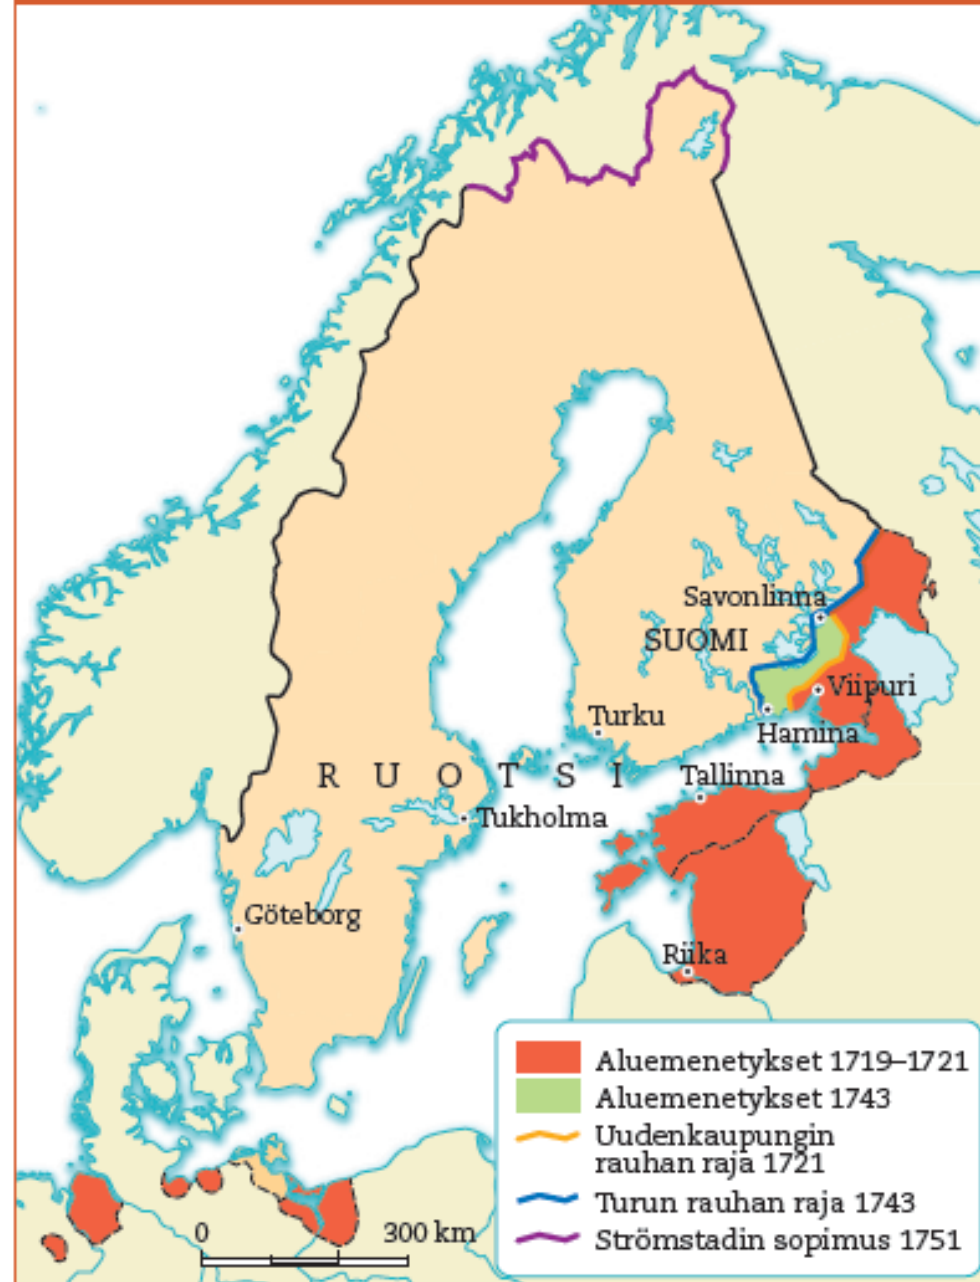 Savonlinna
SUOMI
Viipuri
Turku
Hamina
RUOTSI
Tallinna
Tukholma
Göteborg
Riika
Aluemenetykset 1719–1721
Aluemenetykset 1743
Uudenkaupungin
rauhan raja 1721
Turun rauhan raja 1743
Strömstadin sopimus 1751
0 300 km